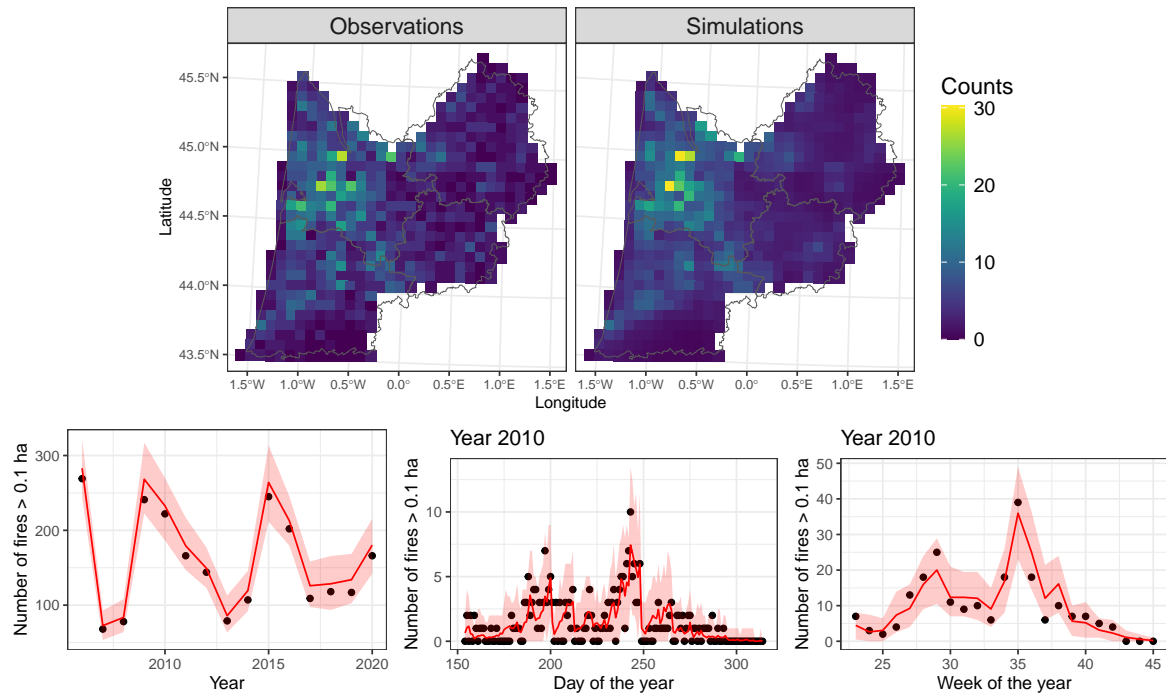 Observations
Simulations
45.5°N
45.0°N
44.5°N
44.0°N
43.5°N
Latitude
1.5°W 1.0°W 0.5°W 0.0° 0.5°E 1.0°E 1.5°E
1.5°W 1.0°W 0.5°W 0.0° 0.5°E 1.0°E 1.5°E
Longitude
Counts
30
20
10
0
Number of fires > 0.1 ha
300
200
100
2010 2015 2020
Year
Year 2010
Number of fires > 0.1 ha
10
5
0
150 200 250 300
Day of the year
Year 2010
Number of fires > 0.1 ha
50
40
30
20
10
0
25 30 35 40 45
Week of the year